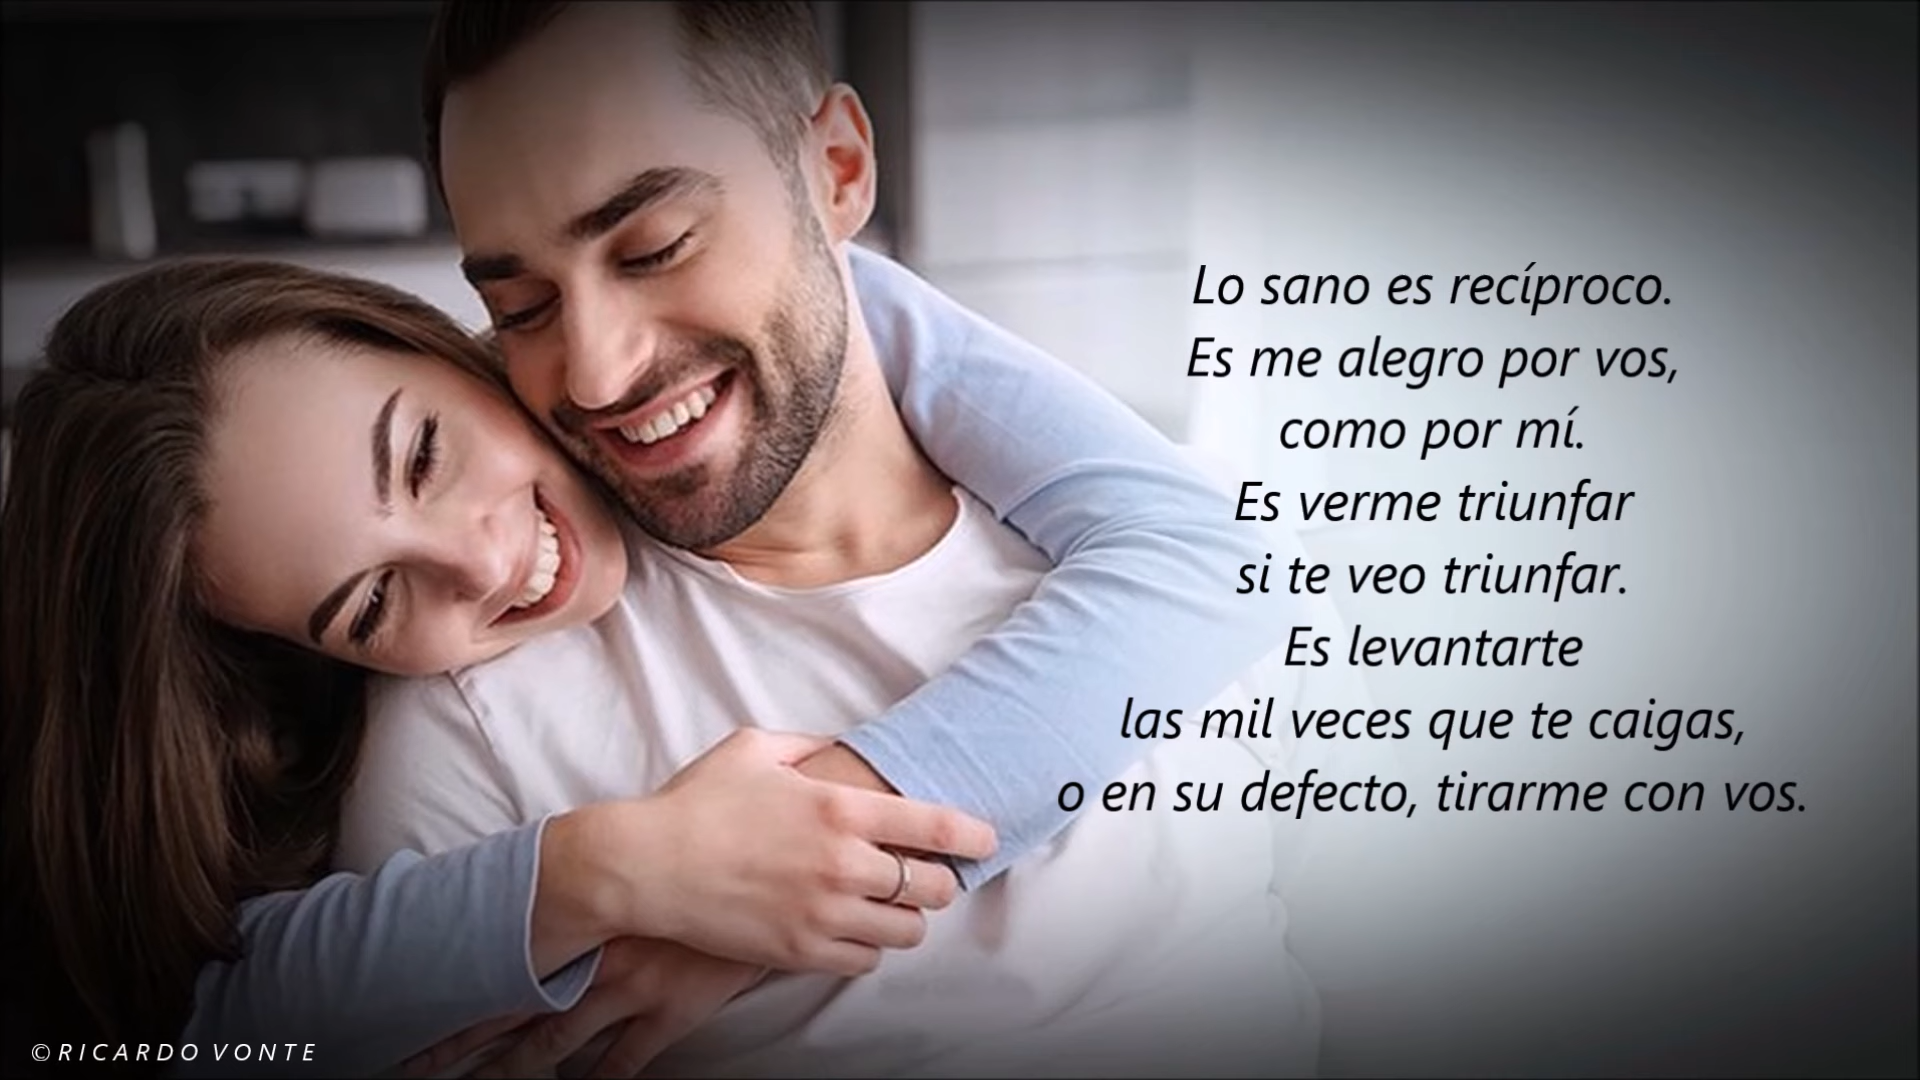 Lo sano es recíproco.
Es me alegro por vos,
como por mí.
Es verme triunfar
si te veo triunfar.
Es levantarte
las mil veces que te caigas,
o en su defecto, tirarme con vos.
©RICARDO VONTE